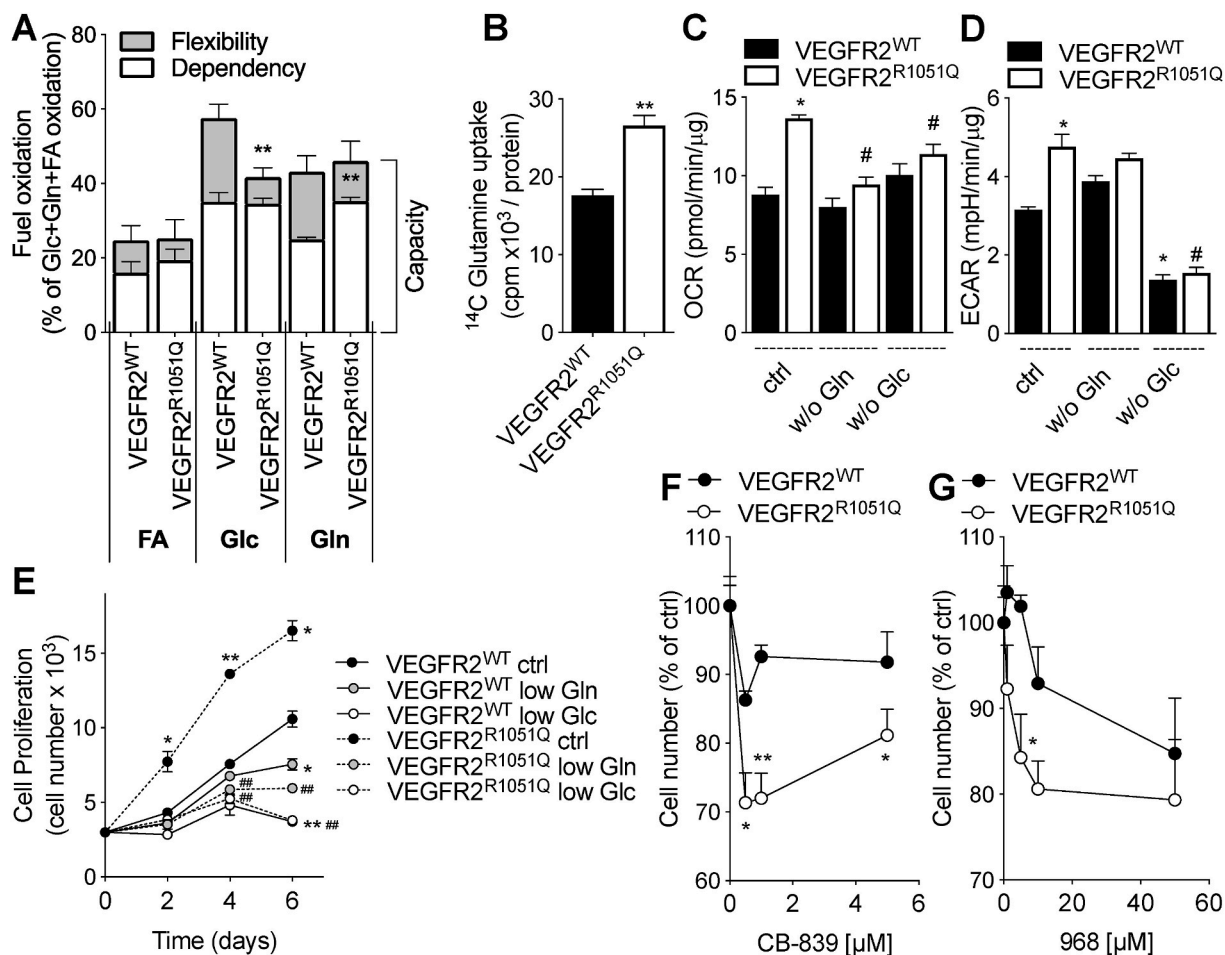 A
Fuel oxidation
(% of Glc+Gln+FA oxidation)
80
60
40
20
0
Flexibility
Dependency
**
**
Capacity
VEGFR2WT
VEGFR2R1051Q
VEGFR2WT
VEGFR2R1051Q
VEGFR2WT
VEGFR2R1051Q
FA
Glc
Gln
B
14C Glutamine uptake
(cpm x103 / protein)
30
20
10
0
**
VEGFR2WT
VEGFR2R1051Q
C
VEGFR2WT
VEGFR2R1051Q
OCR (pmol/min/µg)
15
10
5
0
*
#
#
ctrl
w/o Gln
w/o Glc
D
VEGFR2WT
VEGFR2R1051Q
ECAR (mpH/min/µg)
6
4
2
0
*
*
#
ctrl
w/o Gln
w/o Glc
E
Cell Proliferation
(cell number x 103)
15
10
5
0
*
**
*
##
##
*
##
** ##
0 2 4 6
Time (days)
VEGFR2WT ctrl
VEGFR2WT low Gln
VEGFR2WT low Glc
VEGFR2R1051Q ctrl
VEGFR2R1051Q low Gln
VEGFR2R1051Q low Glc
F
VEGFR2WT
VEGFR2R1051Q
Cell number (% of ctrl)
110
100
90
80
70
60
*
**
*
0 2 4 6
CB-839 [µM]
G
VEGFR2WT
VEGFR2R1051Q
Cell number (% of ctrl)
110
100
90
80
70
*
0 20 40 60
968 [µM]